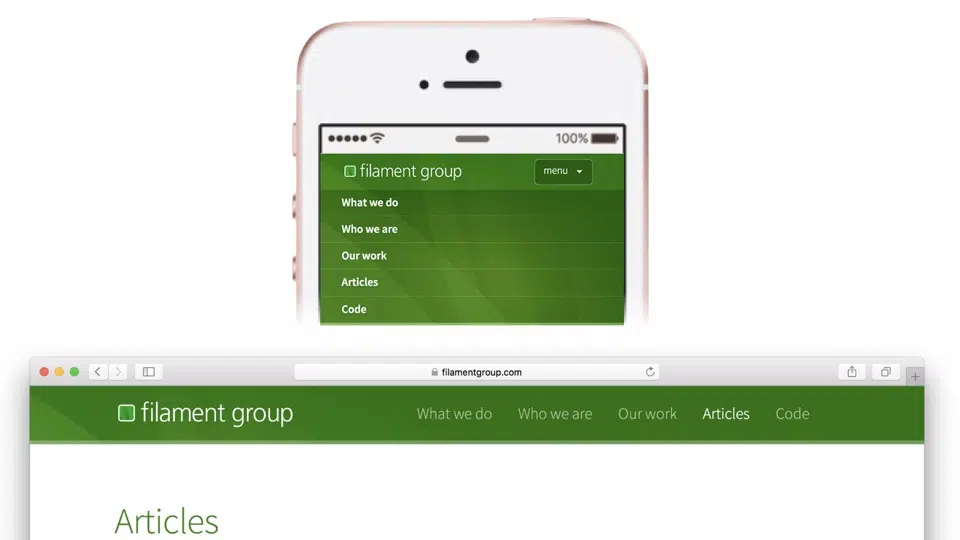 100%
filament group
menu
What we do
Who we are
Our work
Articles
Code
filamentgroup.com
filament group What we do Who we are Our work Articles Code
Articles